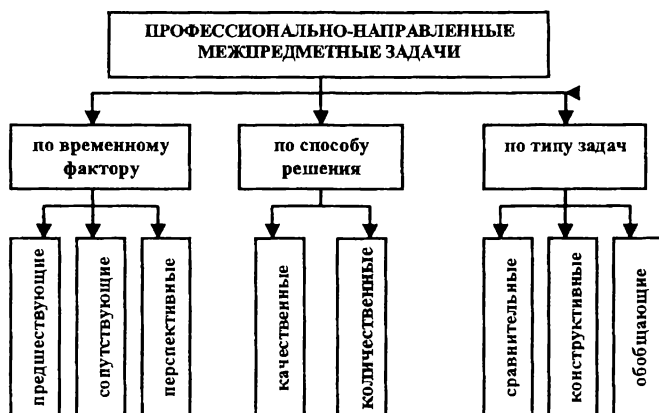 ПРОФЕССИОНАЛЬНО-НАПРАВЛЕННЫЕ
МЕЖПРЕДМЕТНЫЕ ЗАДАЧИ
по временному
фактору
по способу
решения
по типу задач
предшествующие
сопутствующие
перспективные
качественные
количественные
сравнительные
конструктивные
обобщающие